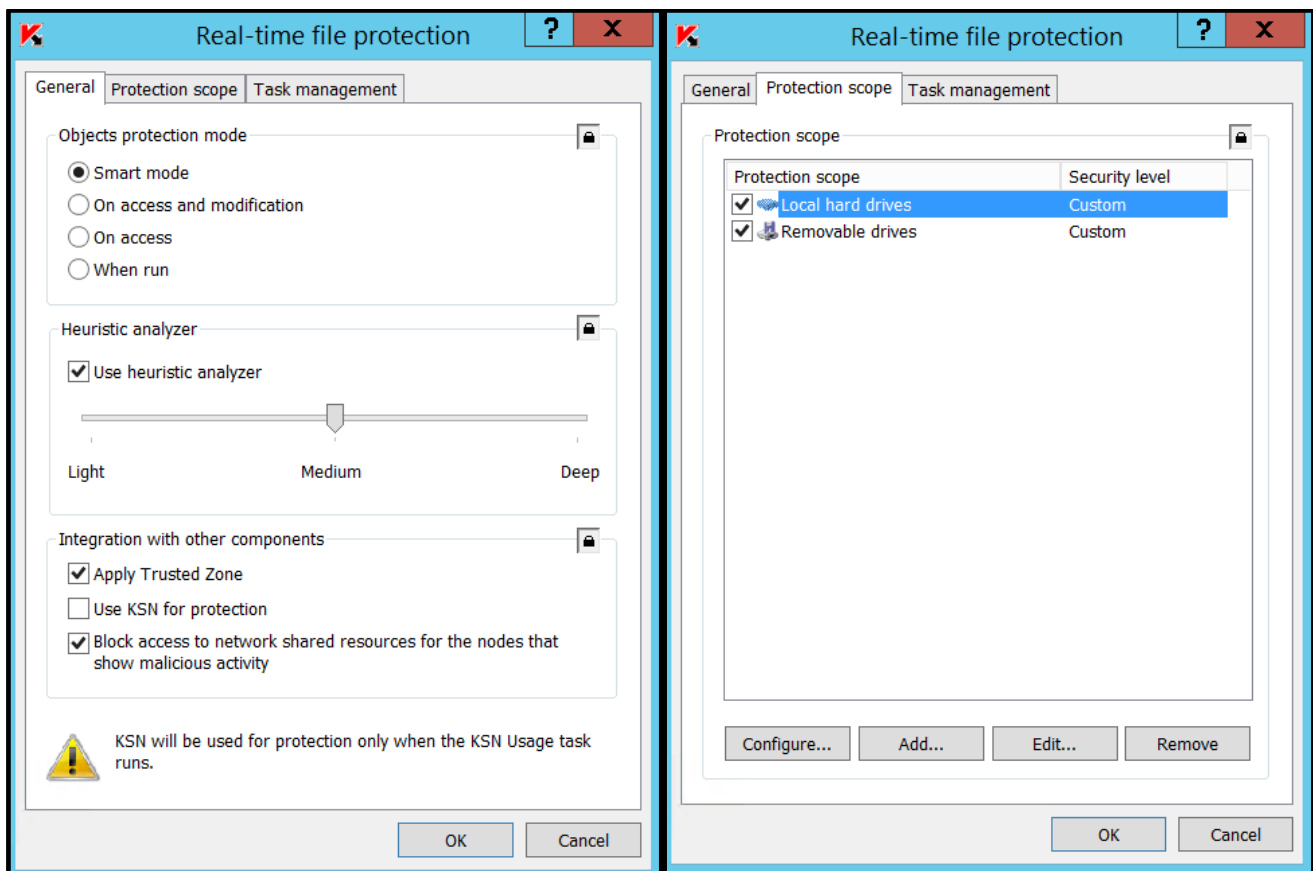 Real-time file protection
?
X
General
Protection scope
Task management
Objects protection mode
Smart mode
On access and modification
On access
When run
Heuristic analyzer
Use heuristic analyzer
Light
Medium
Deep
Integration with other components
Apply Trusted Zone
Use KSN for protection
Block access to network shared resources for the nodes that
show malicious activity
KSN will be used for protection only when the KSN Usage task
runs.
OK
Cancel
Real-time file protection
?
X
General
Protection scope
Task management
Protection scope
Protection scope
Security level
Local hard drives
Custom
Removable drives
Custom
Configure...
Add...
Edit...
Remove
OK
Cancel